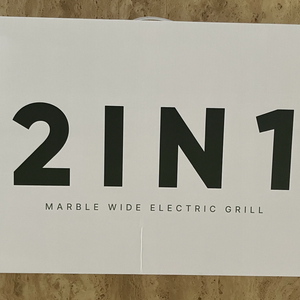 2IN1
MARBLE WIDE ELECTRIC GRILL